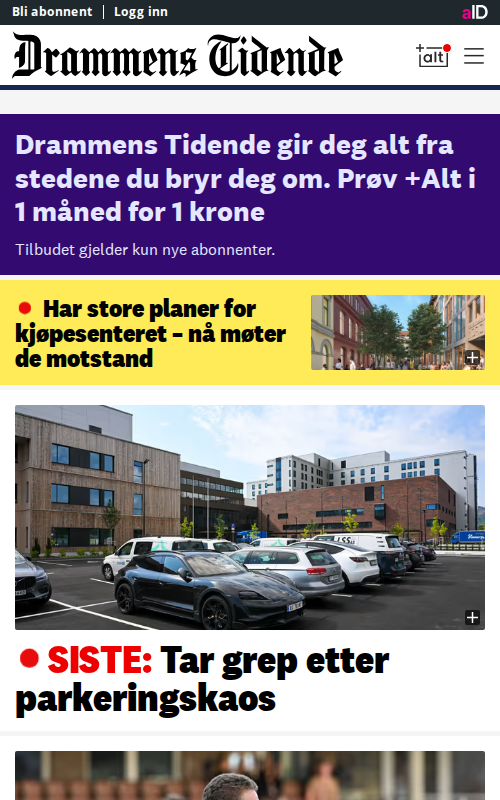 Bli abonnent
Logg inn
aID
Drammens Tidende
+alt
Drammens Tidende gir deg alt fra
stedene du bryr deg om. Prøv +Alt i
1 måned for 1 krone
Tilbudet gjelder kun nye abonnenter.
Har store planer for
kjøpesenteret – nå møter
de motstand
SISTE: Tar grep etter
parkeringskaos